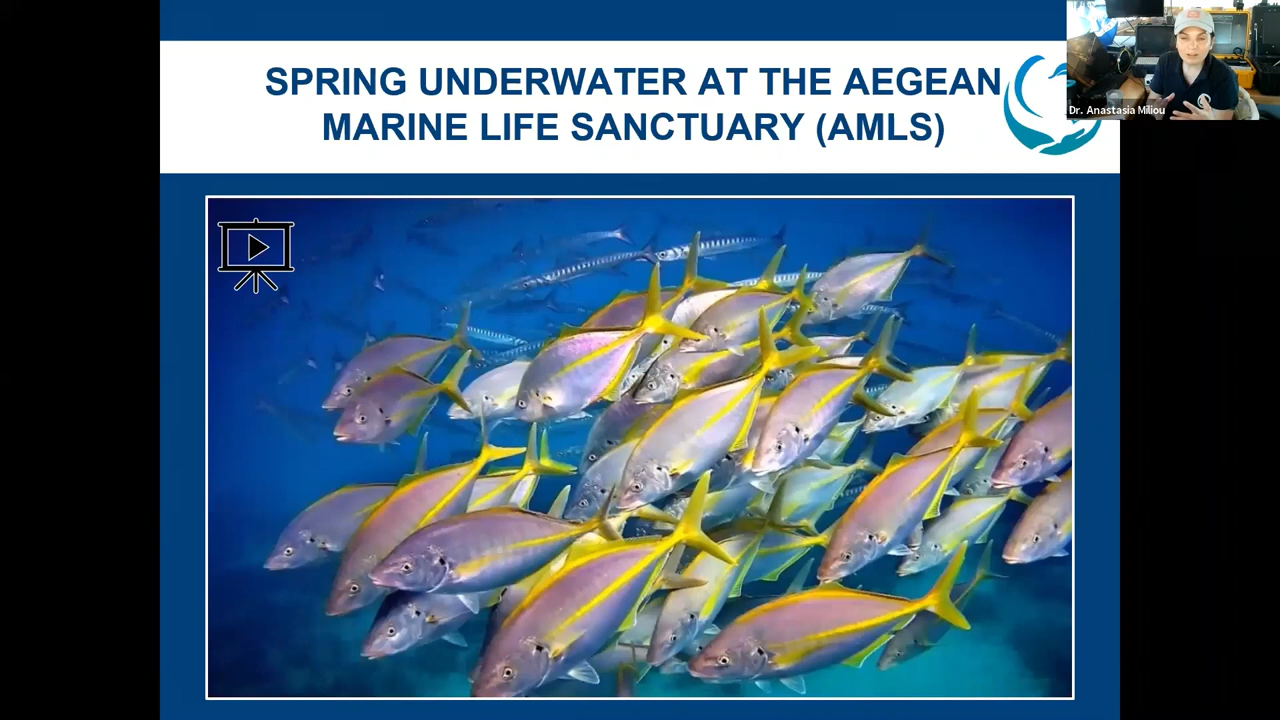 SPRING UNDERWATER AT THE AEGEAN
MARINE LIFE SANCTUARY (AMLS)
Dr. Anastasia Miliou